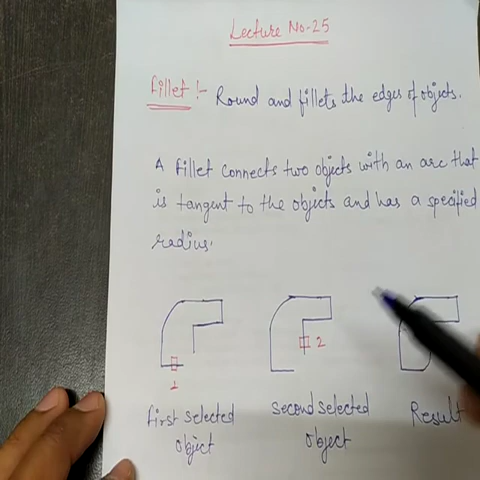 Lecture No-25
Fillet :- Round and fillets the edges of objects.
A fillet connects two objects with an arc that
is tangent to the objects and has a specified
radius.
1
2
First selected
object
Second selected
object
Result